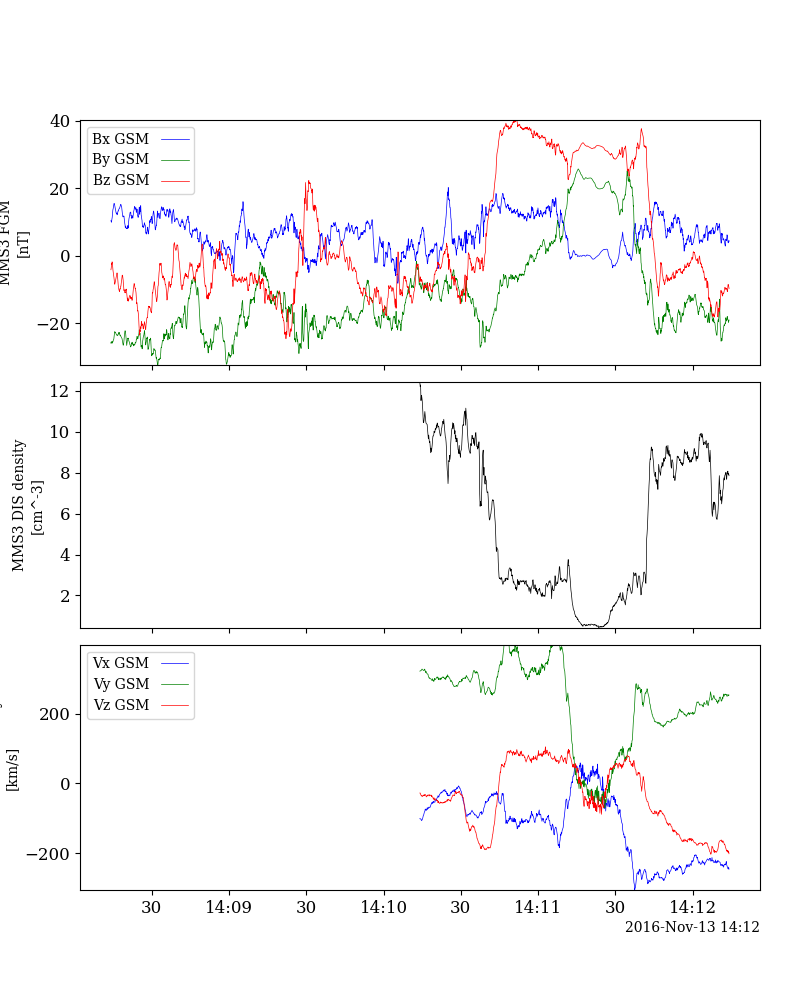 40
20
0
−20
MMS3 FGM
[nT]
Bx GSM
By GSM
Bz GSM
12
10
8
6
4
2
MMS3 DIS density
[cm^-3]
200
0
−200
[km/s]
Vx GSM
Vy GSM
Vz GSM
30 14:09 30 14:10 30 14:11 30 14:12
2016-Nov-13 14:12